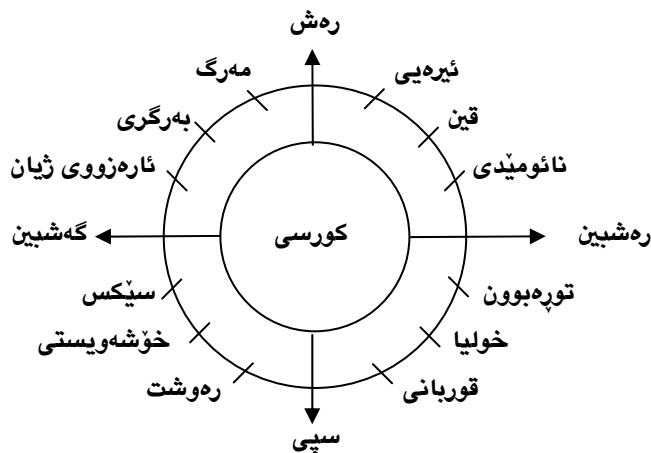 ڕەش
ئیرەیی
مەرگ
قین
بەرگری
نائومێدی
ئارەزووی ژیان
ڕەشبین
کورسی
گەشبین
توڕەبوون
سێکس
خولیا
خۆشەویستی
قوربانی
ڕەوشت
سپی